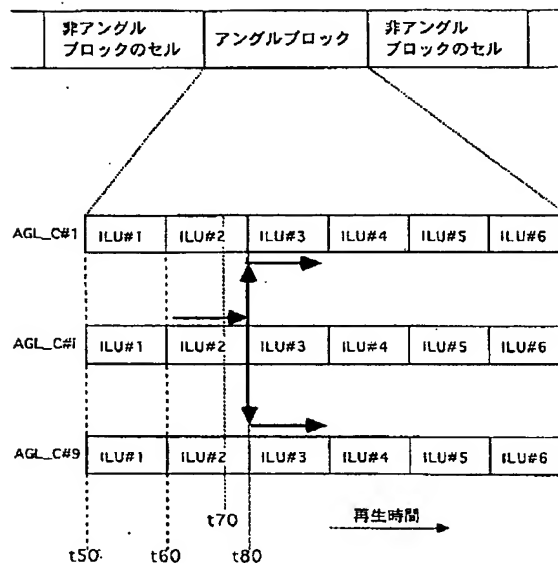 非アングル
ブロックのセル
アングルブロック
非アングル
ブロックのセル
AGL_C#1
ILU#1
ILU#2
ILU#3
ILU#4
ILU#5
ILU#6
AGL_C#i
ILU#1
ILU#2
ILU#3
ILU#4
ILU#5
ILU#6
AGL_C#9
ILU#1
ILU#2
ILU#3
ILU#4
ILU#5
ILU#6
t70
再生時間
t50
t60
t80